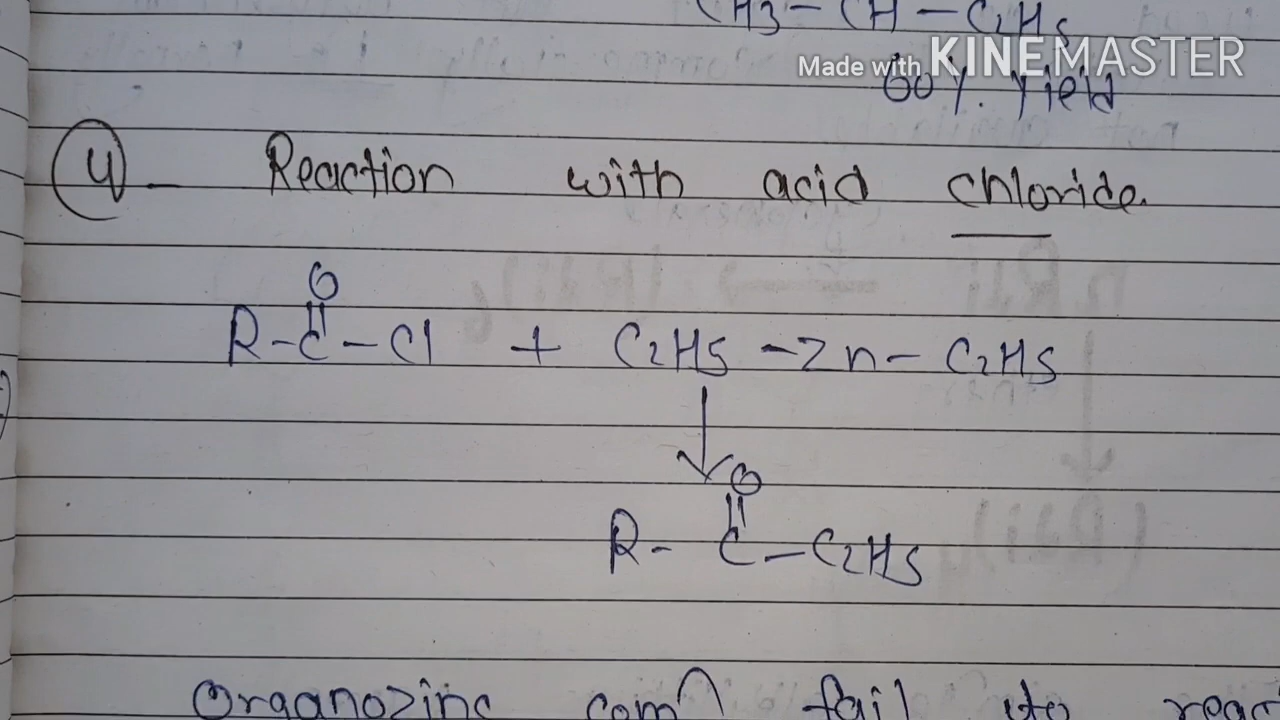 CH3 - CH - C2H5
Made with KINEMASTER
60%. Yield
4 - Reaction with acid chloride.
O
R - C - Cl + C2H5 - Zn - C2H5
O
R - C - C2H5
Organozinc com^n fail to react